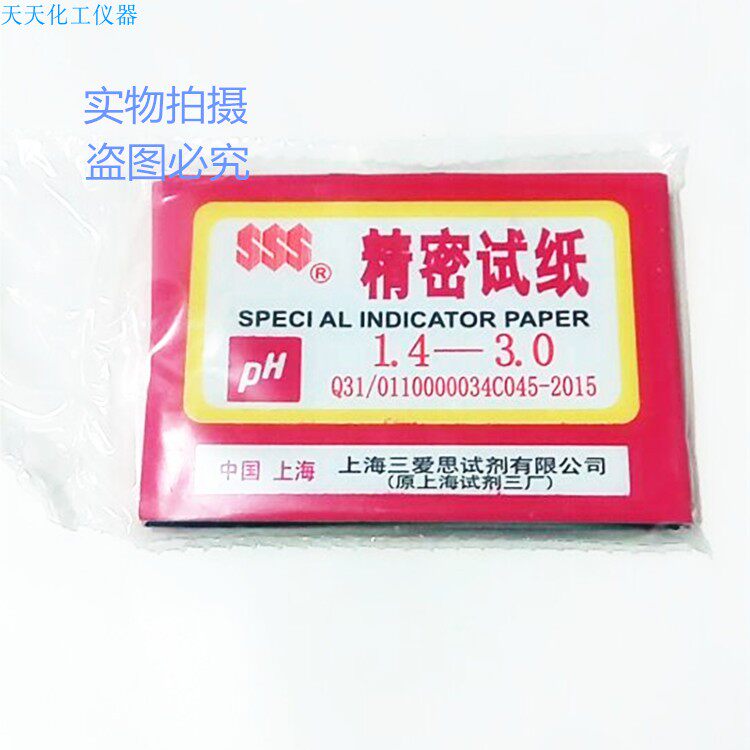 天天化工仪器
实物拍摄
盗图必究
SSS®
精密试纸
SPECI AL INDICATOR PAPER
pH
1.4—3.0
Q31/0110000034C045-2015
中国 上海
上海三爱思试剂有限公司
(原上海试剂三厂)